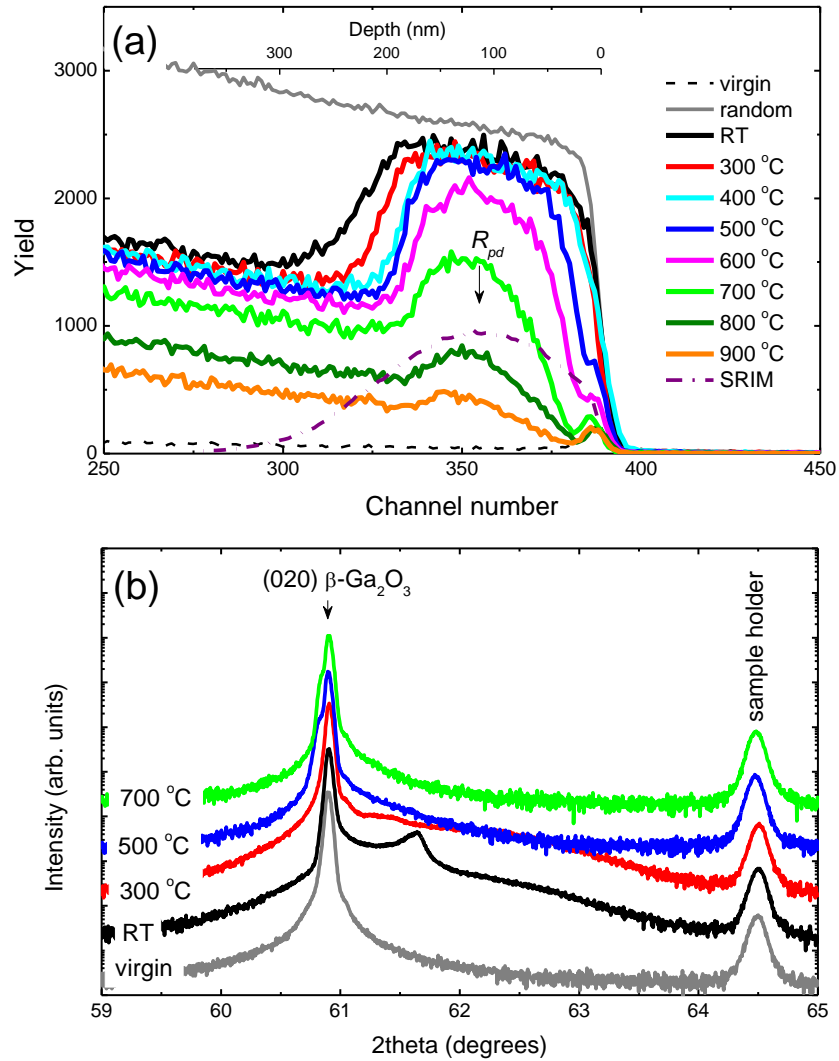 (a)
Depth (nm)
300 200 100 0
3000
2000
1000
0
Yield
virgin
random
RT
300 °C
400 °C
500 °C
600 °C
700 °C
800 °C
900 °C
SRIM
Rpd
250 300 350 400 450
Channel number
(b)
(020) β-Ga2O3
sample holder
Intensity (arb. units)
700 °C
500 °C
300 °C
RT
virgin
59 60 61 62 63 64 65
2theta (degrees)